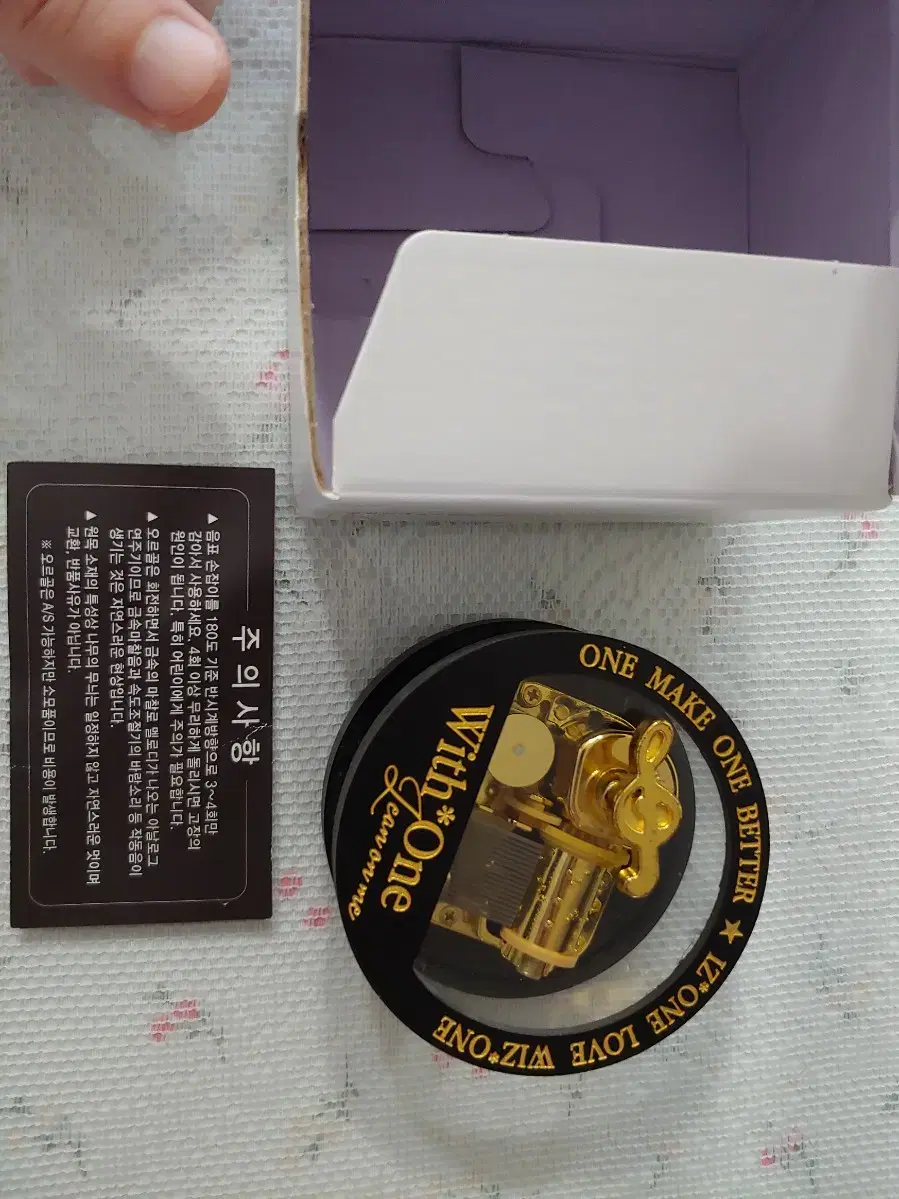 주의사항
▲ 음표 손잡이를 180도 기준 반시계방향으로 3~4회만
감아서 사용하세요. 4회 이상 무리하게 돌리시면 고장의
원인이 됩니다. 특히 어린이에게 주의가 필요합니다.
▲ 오르골은 회전하면서 금속의 마찰로 멜로디가 나오는 아날로그
연주기이므로 금속마찰음과 속도조절기의 바람소리 등 작동음이
생기는 것은 자연스러운 현상입니다.
▲ 원목 소재의 특성상 나무의 무늬는 일정하지 않고 자연스러운 멋이며
교환, 반품사유가 아닙니다.
※ 오르골은 A/S 가능하지만 소모품이므로 비용이 발생합니다.
With*One
Lean on me
ONE MAKE ONE BETTER ★ IZ*ONE LOVE WIZ*ONE